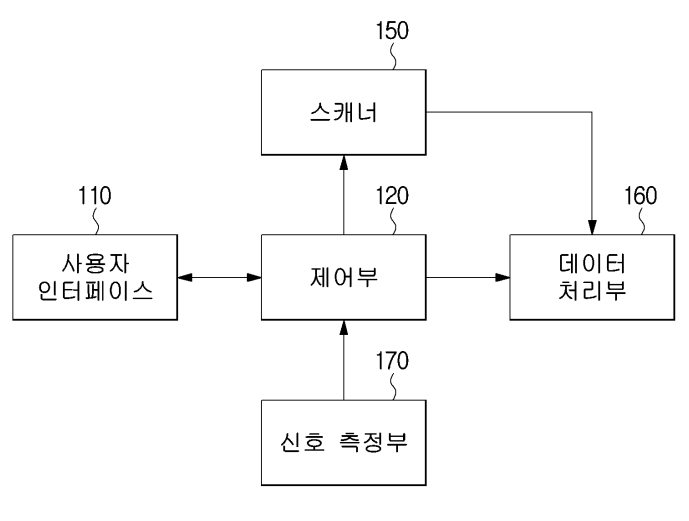 150
스캐너
110
120
160
사용자
인터페이스
제어부
데이터
처리부
170
신호 측정부